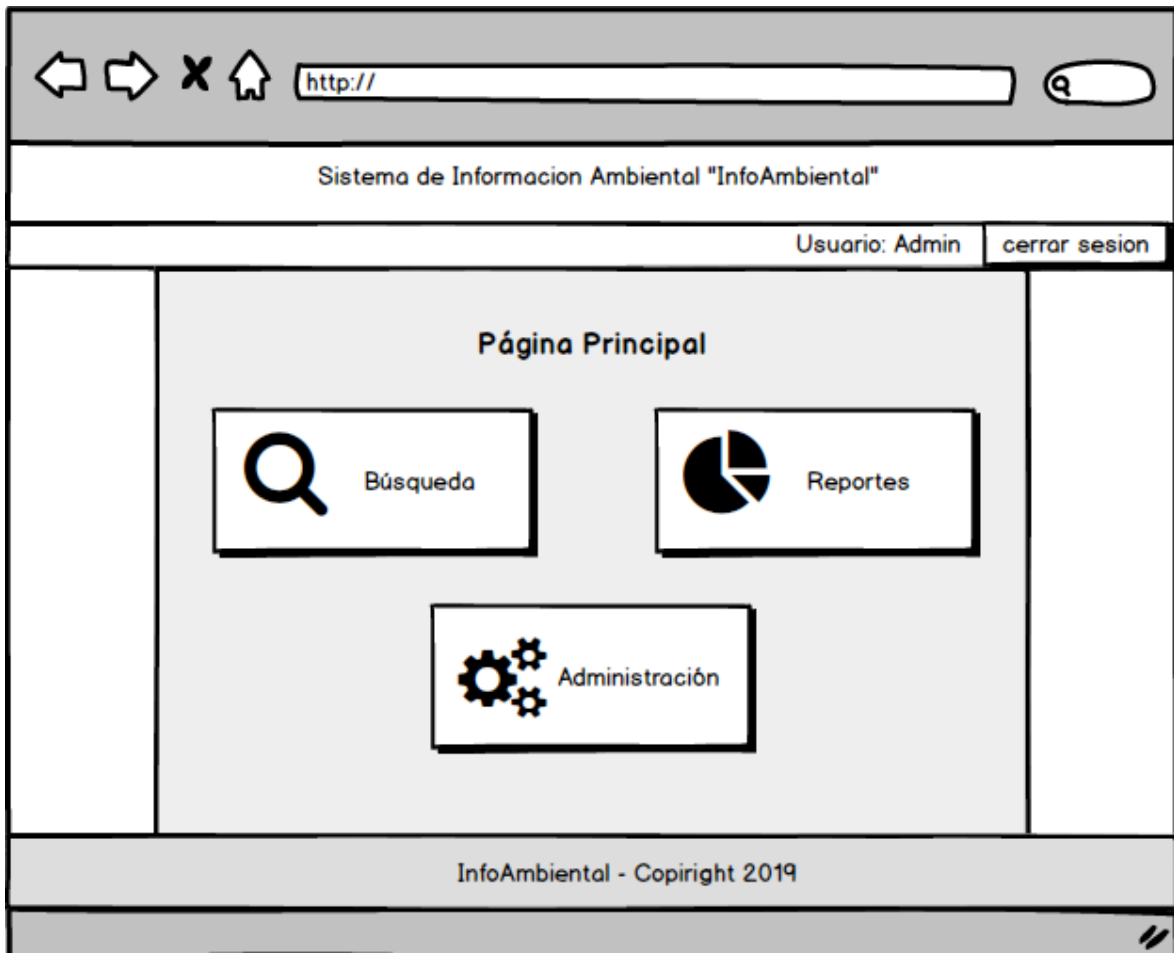 http://
Sistema de Informacion Ambiental "InfoAmbiental"
Usuario: Admin cerrar sesion
Página Principal
Búsqueda Reportes
Administración
InfoAmbiental - Copiright 2019